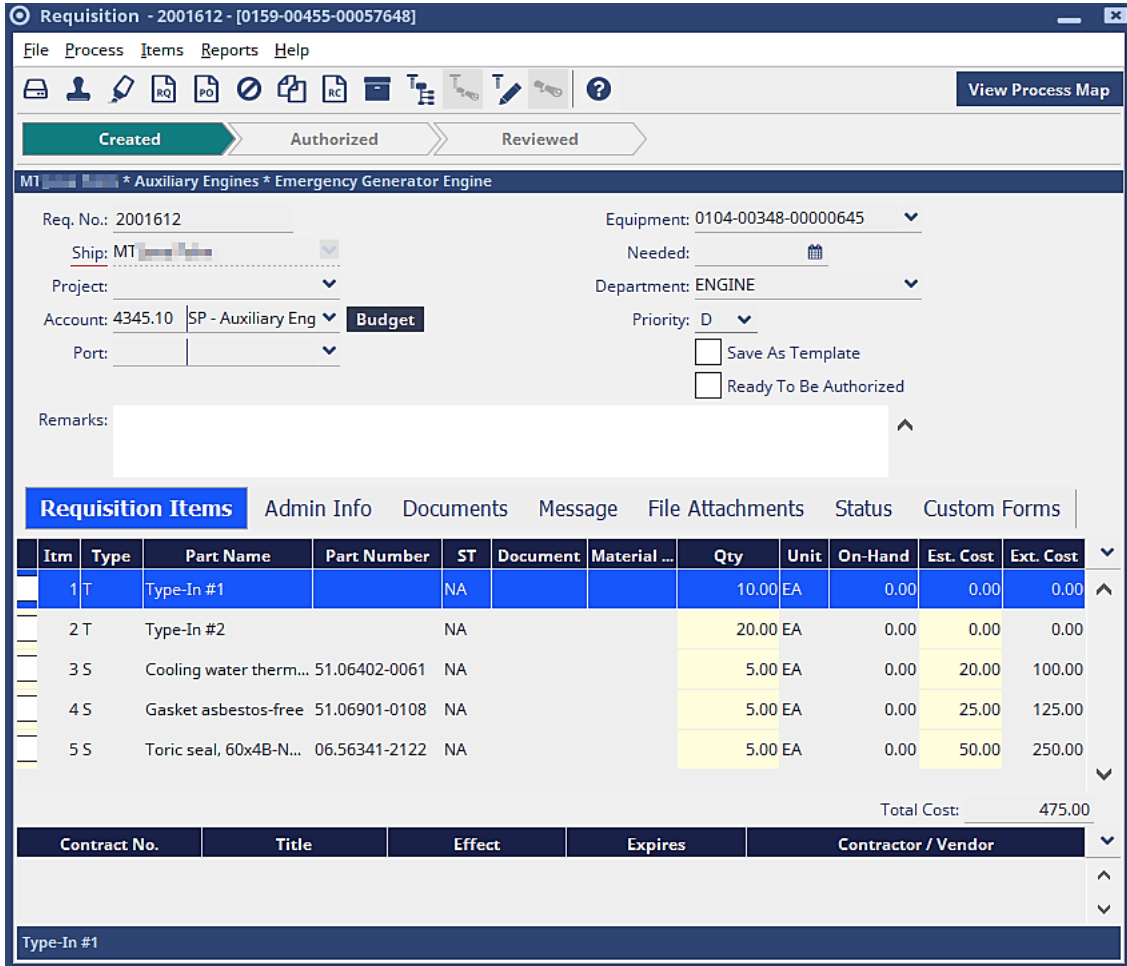 Requisition - 2001612 - [0159-00455-00057648]
File Process Items Reports Help
RQ PO RC T T T View Process Map
Created Authorized Reviewed
MT * Auxiliary Engines * Emergency Generator Engine
Req. No.: 2001612 Equipment: 0104-00348-00000645
Ship: MT Needed:
Project: Department: ENGINE
Account: 4345.10 SP - Auxiliary Eng Budget Priority: D
Port: Save As Template
Ready To Be Authorized
Remarks:
Requisition Items Admin Info Documents Message File Attachments Status Custom Forms
Itm Type Part Name Part Number ST Document Material ... Qty Unit On-Hand Est. Cost Ext. Cost
1 T Type-In #1 NA 10.00 EA 0.00 0.00 0.00
2 T Type-In #2 NA 20.00 EA 0.00 0.00 0.00
3 S Cooling water therm... 51.06402-0061 NA 5.00 EA 0.00 20.00 100.00
4 S Gasket asbestos-free 51.06901-0108 NA 5.00 EA 0.00 25.00 125.00
5 S Toric seal, 60x4B-N... 06.56341-2122 NA 5.00 EA 0.00 50.00 250.00
Total Cost: 475.00
Contract No. Title Effect Expires Contractor / Vendor
Type-In #1